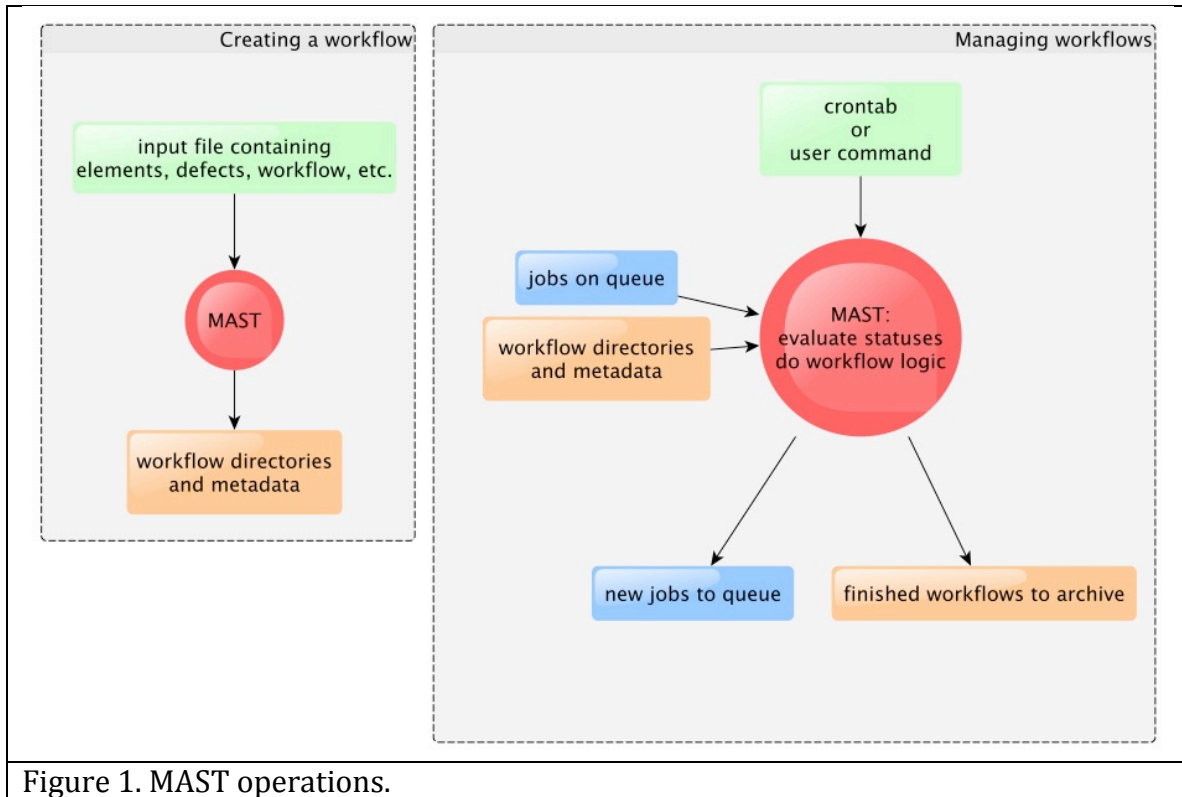 Creating a workflow
input file containing
elements, defects, workflow, etc.
MAST
workflow directories
and metadata
Managing workflows
crontab
or
user command
jobs on queue
workflow directories
and metadata
MAST:
evaluate statuses
do workflow logic
new jobs to queue
finished workflows to archive
Figure 1. MAST operations.